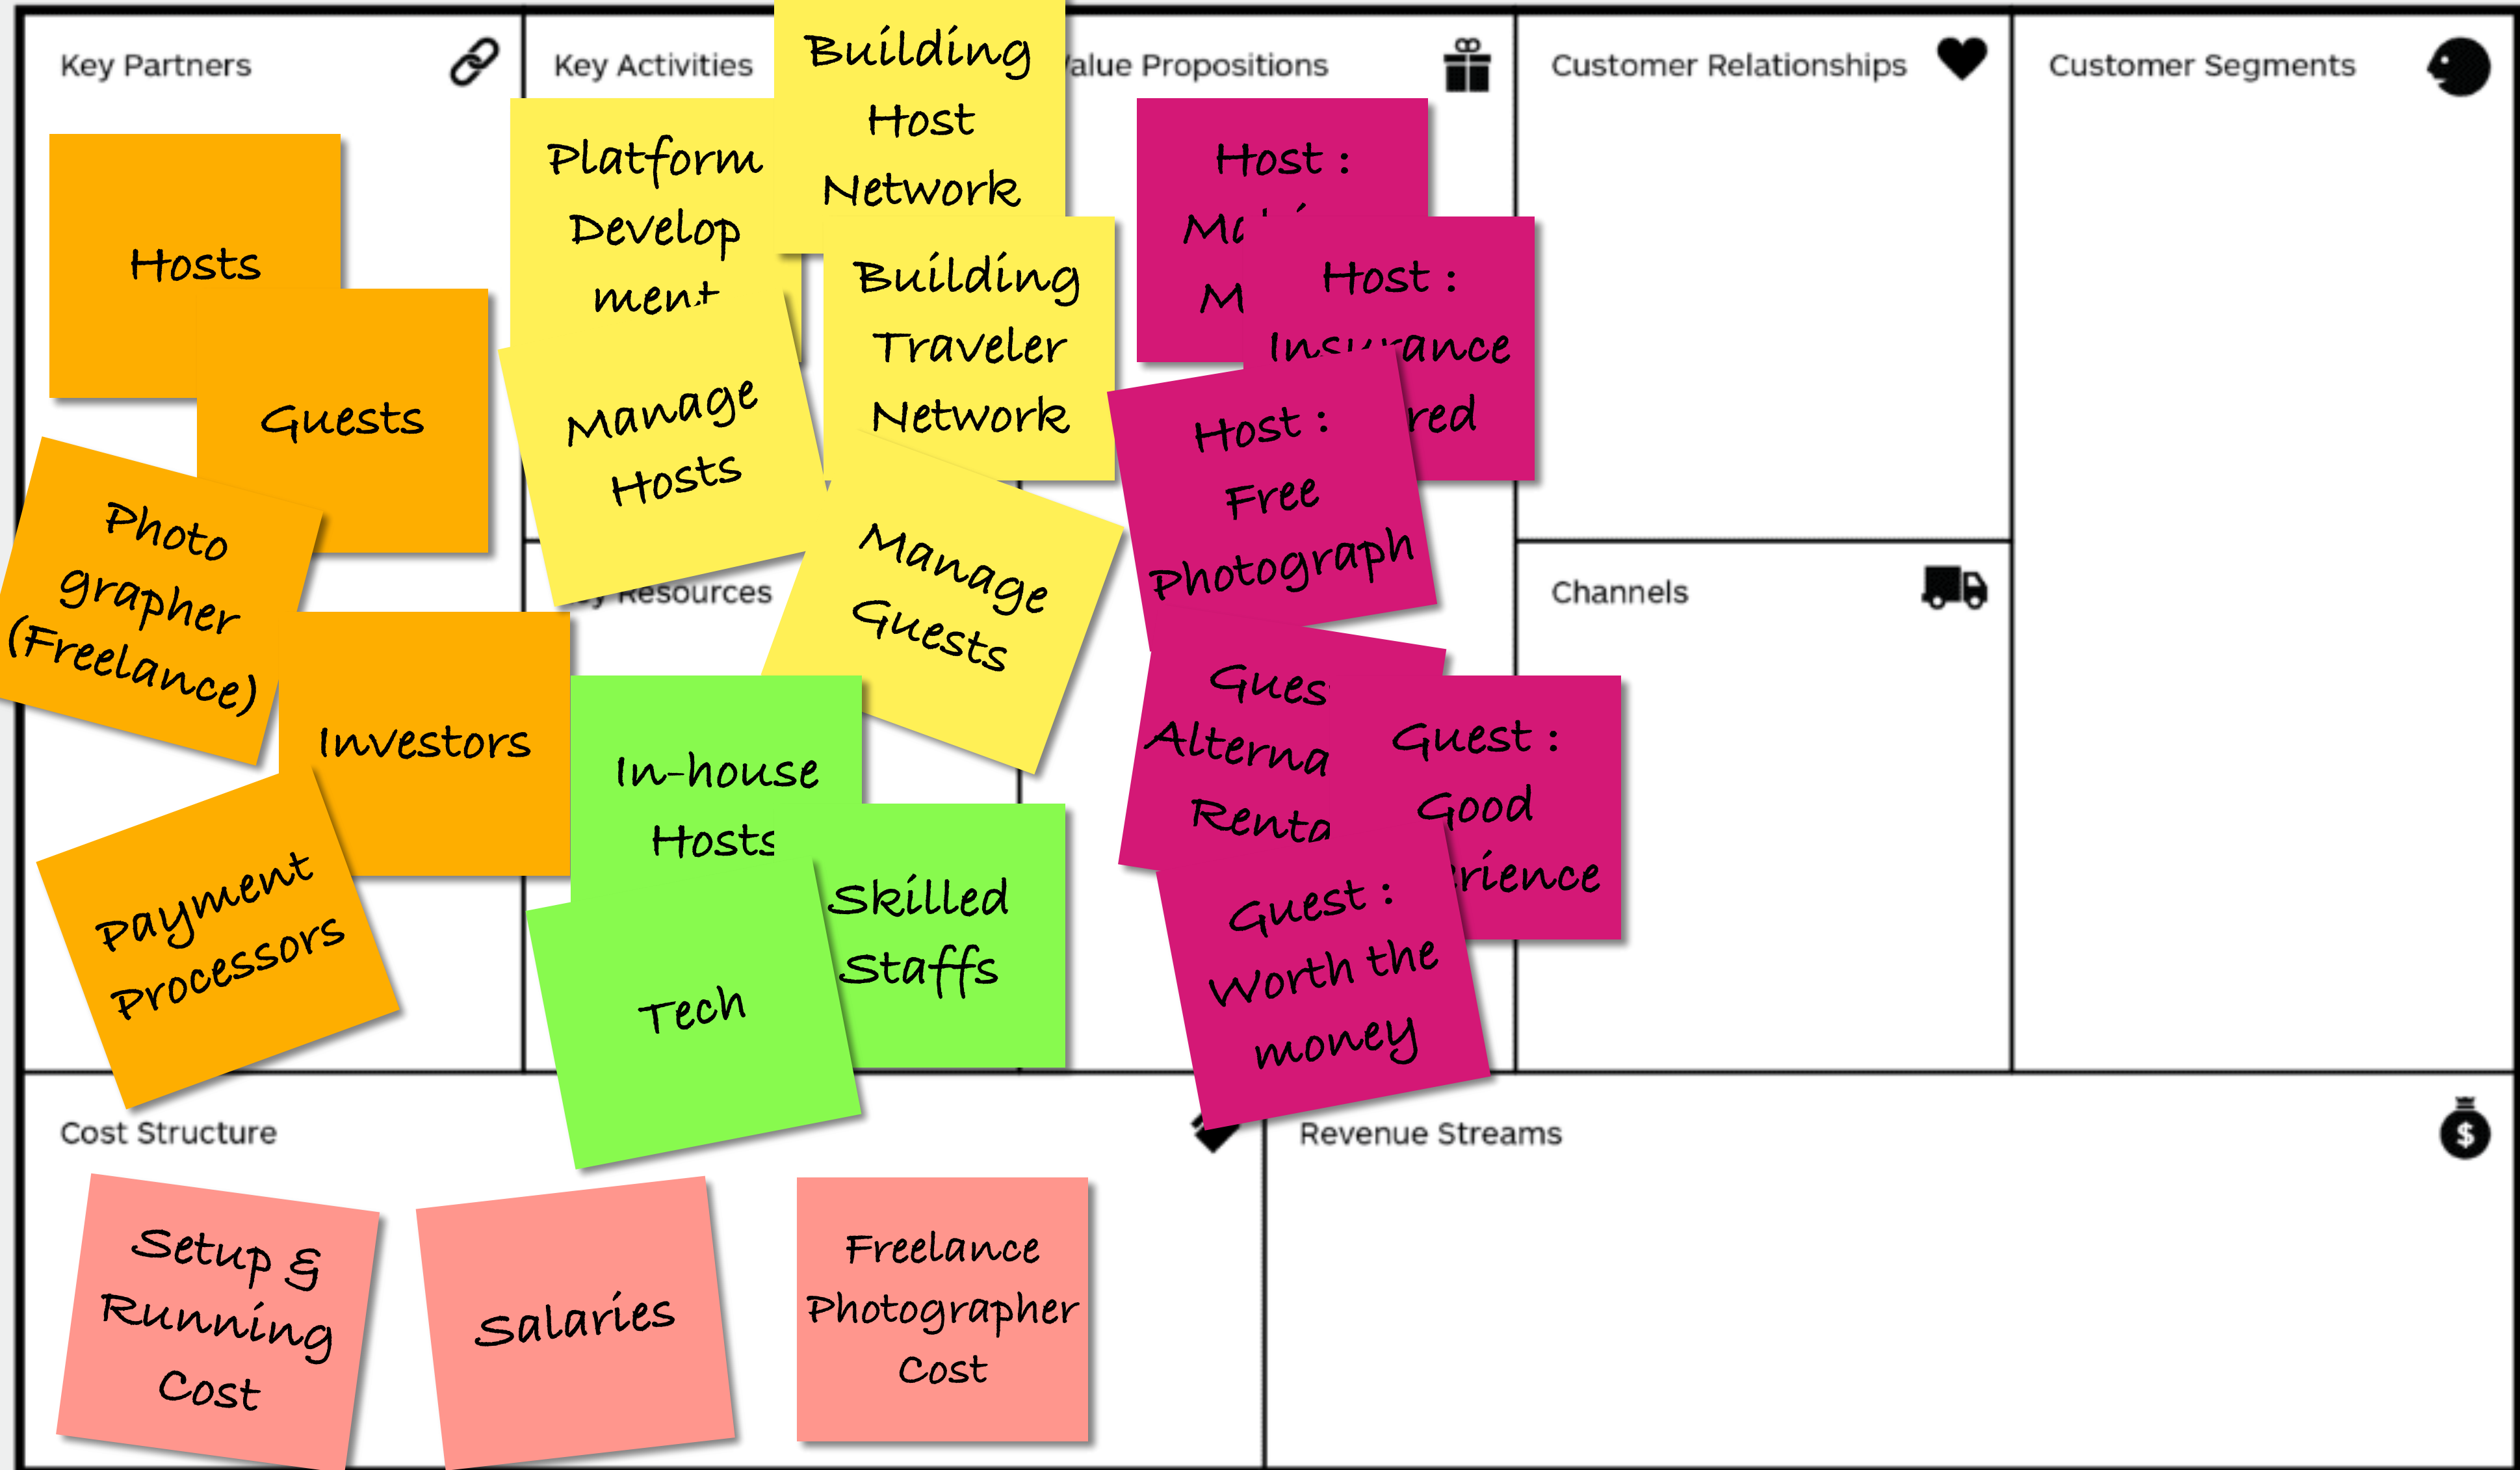 Key Partners
Hosts
Guests
Photo
grapher
(Freelance)
Investors
Payment
Processors
Key Activities
Platform
Develop
ment
Building
Host
Network
Building
Traveler
Network
Manage
Hosts
Manage
Guests
Resources
In-house
Hosts
Skilled
Staffs
Tech
Propositions
Host :
Host :
Insurance
Host :
Free
Photograph
Guest :
Good
Guest :
Worth the
money
Customer Relationships
Channels
Customer Segments
Cost Structure
Setup &
Running
Cost
Salaries
Freelance
Photographer
Cost
Revenue Streams
$